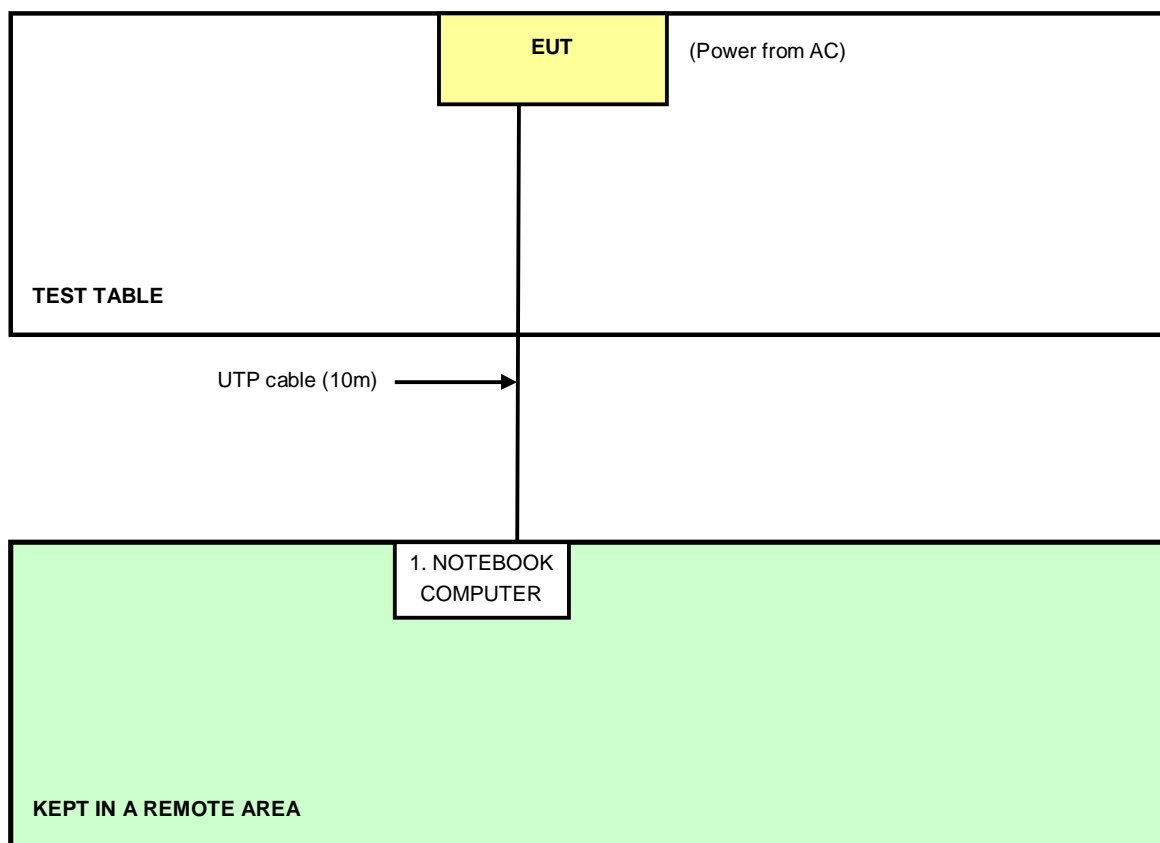 EUT
(Power from AC)
TEST TABLE
UTP cable (10m)
1. NOTEBOOK
COMPUTER
KEPT IN A REMOTE AREA